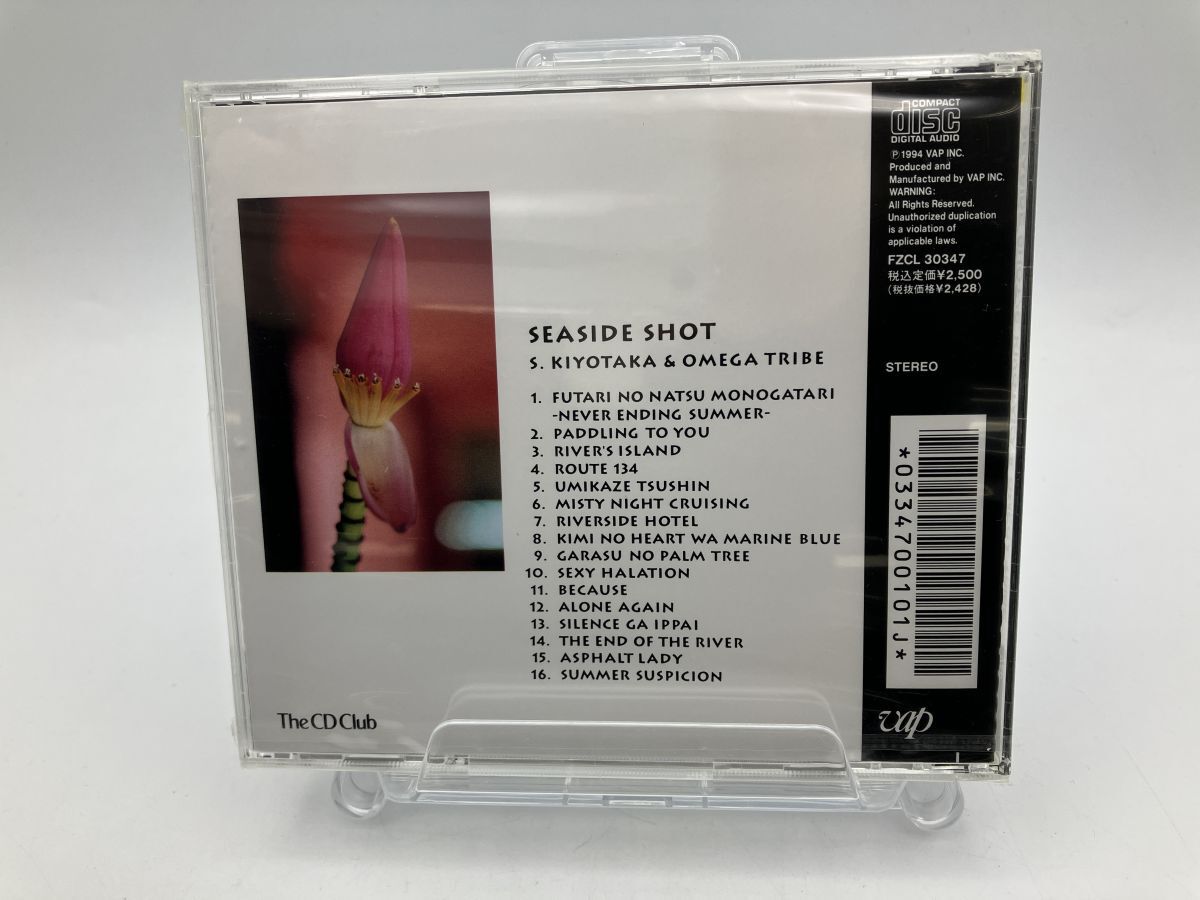 SEASIDE SHOT
S. KIYOTAKA & OMEGA TRIBE
1. FUTARI NO NATSU MONOGATARI
-NEVER ENDING SUMMER-
2. PADDLING TO YOU
3. RIVER'S ISLAND
4. ROUTE 134
5. UMIKAZE TSUSHIN
6. MISTY NIGHT CRUISING
7. RIVERSIDE HOTEL
8. KIMI NO HEART WA MARINE BLUE
9. GARASU NO PALM TREE
10. SEXY HALATION
11. BECAUSE
12. ALONE AGAIN
13. SILENCE GA IPPAI
14. THE END OF THE RIVER
15. ASPHALT LADY
16. SUMMER SUSPICION
The CD Club
COMPACT
disc
DIGITAL AUDIO
Ⓟ1994 VAP INC.
Produced and
Manufactured by VAP INC.
WARNING:
All Rights Reserved.
Unauthorized duplication
is a violation of
applicable laws.
FZCL 30347
税込定価¥2,500
(税抜価格¥2,428)
STEREO
*0334700101J*
vap